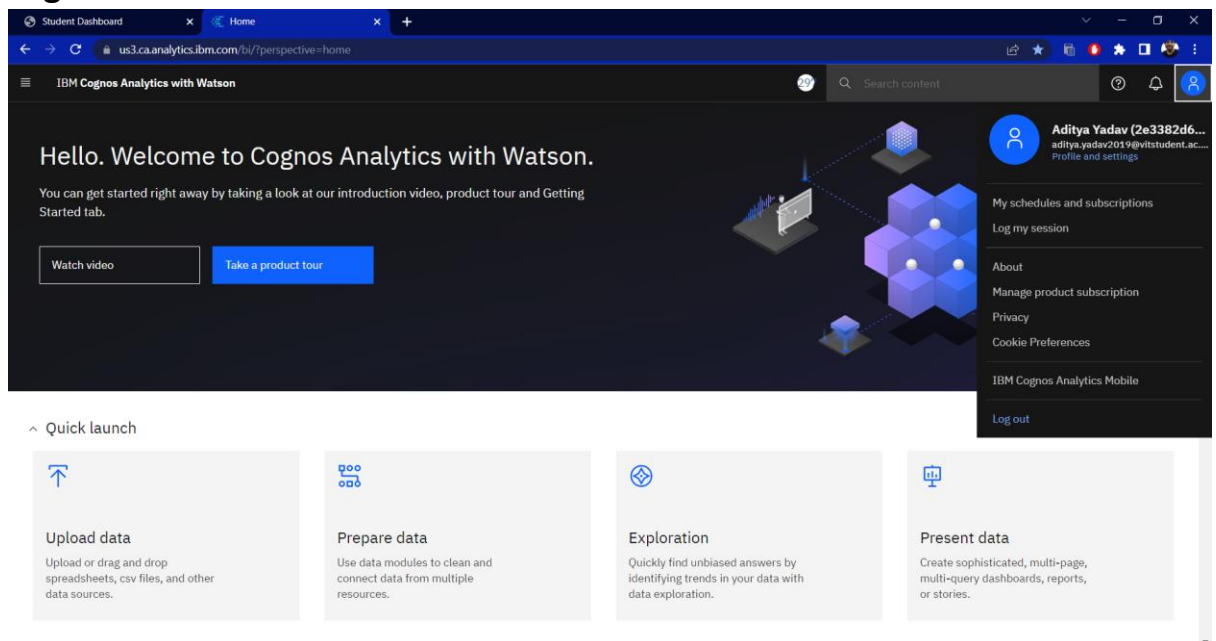 Student Dashboard
Home
us3.ca.analytics.ibm.com/bi/?perspective=home
IBM Cognos Analytics with Watson
29
Search content
Hello. Welcome to Cognos Analytics with Watson.
You can get started right away by taking a look at our introduction video, product tour and Getting
Started tab.
Watch video
Take a product tour
Aditya Yadav (2e3382d6...
aditya.yadav2019@vitstudent.ac....
Profile and settings
My schedules and subscriptions
Log my session
About
Manage product subscription
Privacy
Cookie Preferences
IBM Cognos Analytics Mobile
Log out
Quick launch
Upload data
Upload or drag and drop
spreadsheets, csv files, and other
data sources.
Prepare data
Use data modules to clean and
connect data from multiple
resources.
Exploration
Quickly find unbiased answers by
identifying trends in your data with
data exploration.
Present data
Create sophisticated, multi-page,
multi-query dashboards, reports,
or stories.